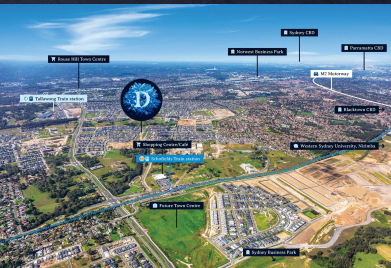 Sydney CBD
Parramatta CBD
Norwest Business Park
Rouse Hill Town Centre
M7 Motorway
Tallawong Train station
D
Blacktown CBD
Shopping Centre/Café
Western Sydney University, Nirimba
Schofields Train station
Future Town Centre
Sydney Business Park